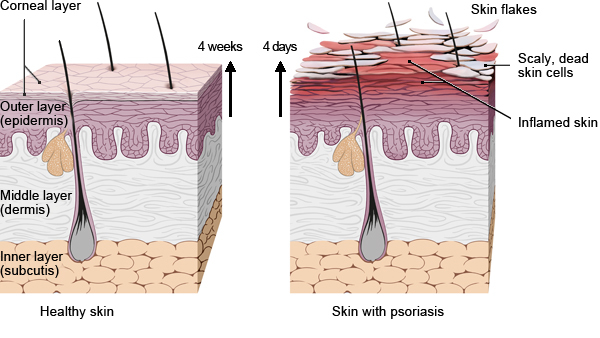 Corneal layer
Skin flakes
4 weeks
4 days
Scaly, dead
skin cells
Outer layer
(epidermis)
Inflamed skin
Middle layer
(dermis)
Inner layer
(subcutis)
Healthy skin
Skin with psoriasis